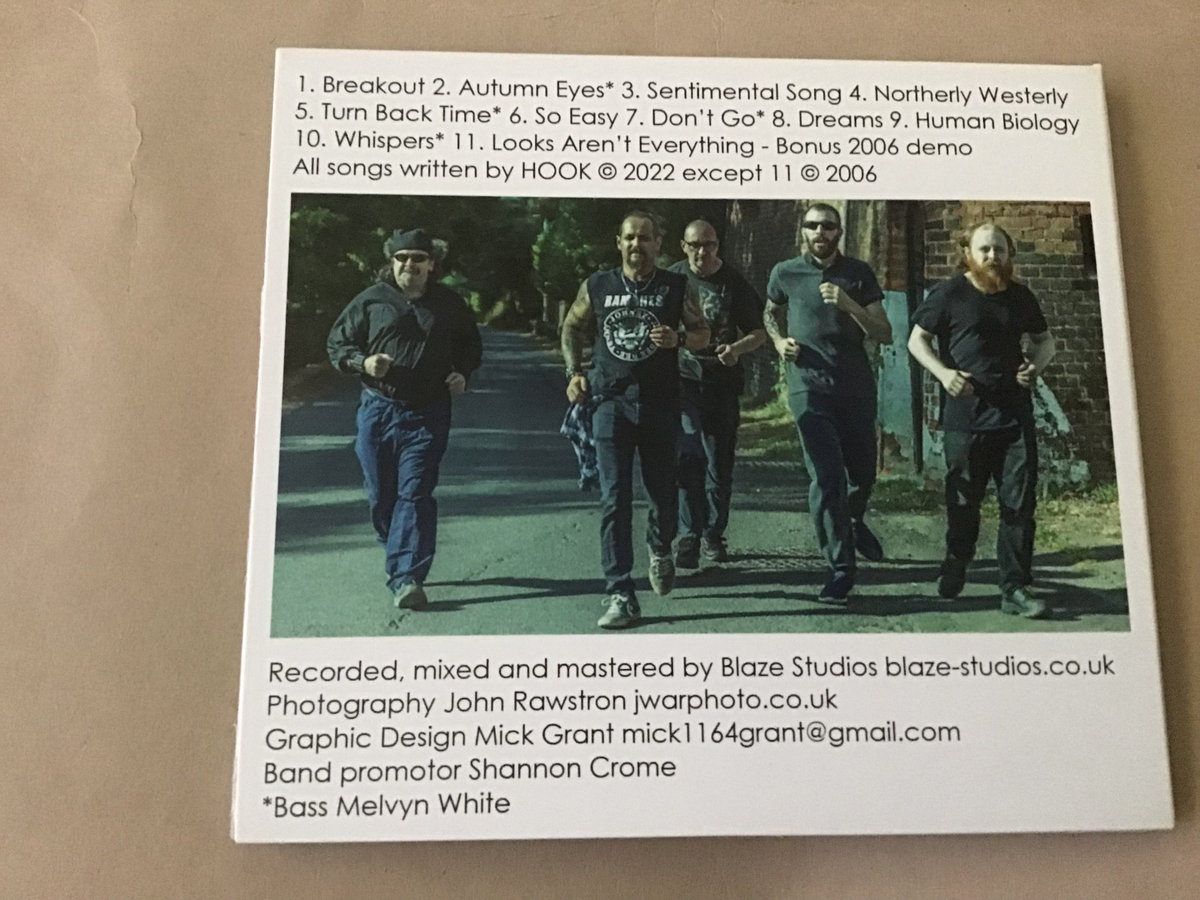 1. Breakout 2. Autumn Eyes* 3. Sentimental Song 4. Northerly Westerly
5. Turn Back Time* 6. So Easy 7. Don't Go* 8. Dreams 9. Human Biology
10. Whispers* 11. Looks Aren't Everything - Bonus 2006 demo
All songs written by HOOK © 2022 except 11 © 2006
RAMONES
Recorded, mixed and mastered by Blaze Studios blaze-studios.co.uk
Photography John Rawstron jwarphoto.co.uk
Graphic Design Mick Grant mick1164grant@gmail.com
Band promotor Shannon Crome
*Bass Melvyn White